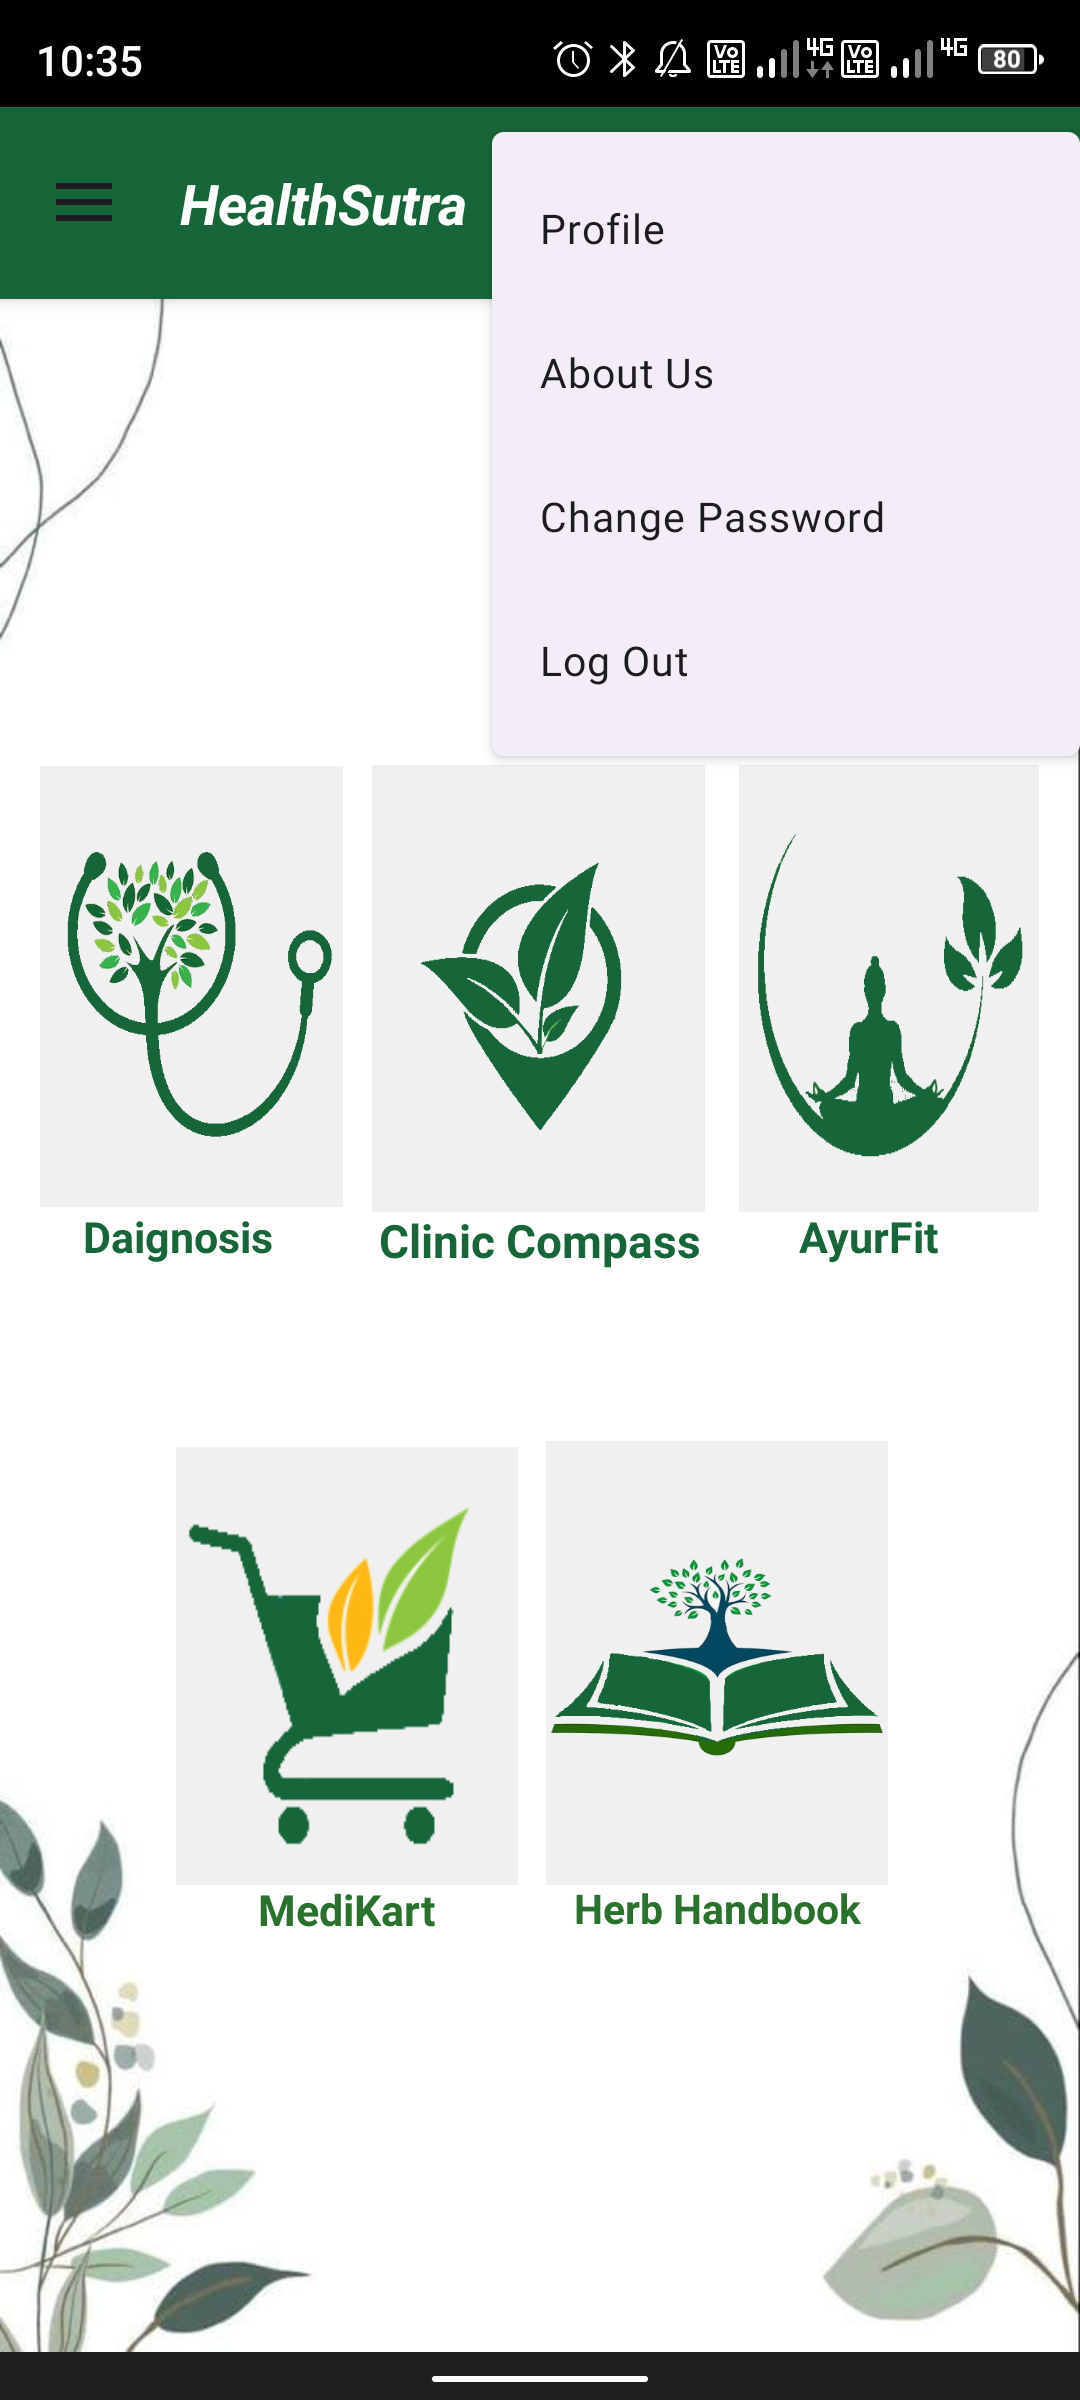 10:35
Vo LTE 4G Vo LTE 4G 80
HealthSutra
Profile
About Us
Change Password
Log Out
Daignosis
Clinic Compass
AyurFit
MediKart
Herb Handbook